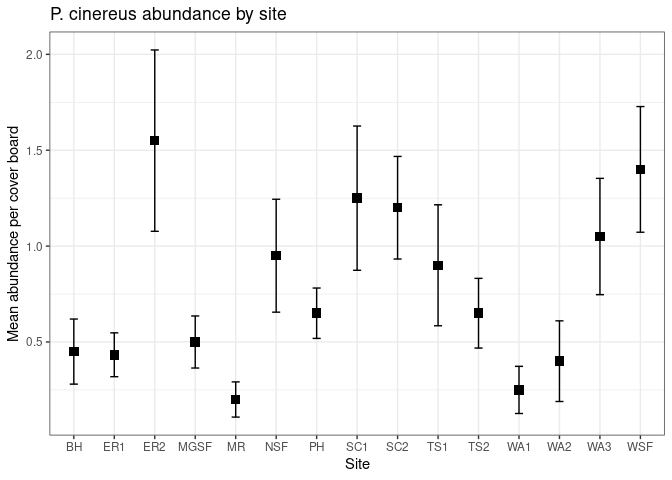 P. cinereus abundance by site
Mean abundance per cover board
2.0
1.5
1.0
0.5
BH ER1 ER2 MGSF MR NSF PH SC1 SC2 TS1 TS2 WA1 WA2 WA3 WSF
Site